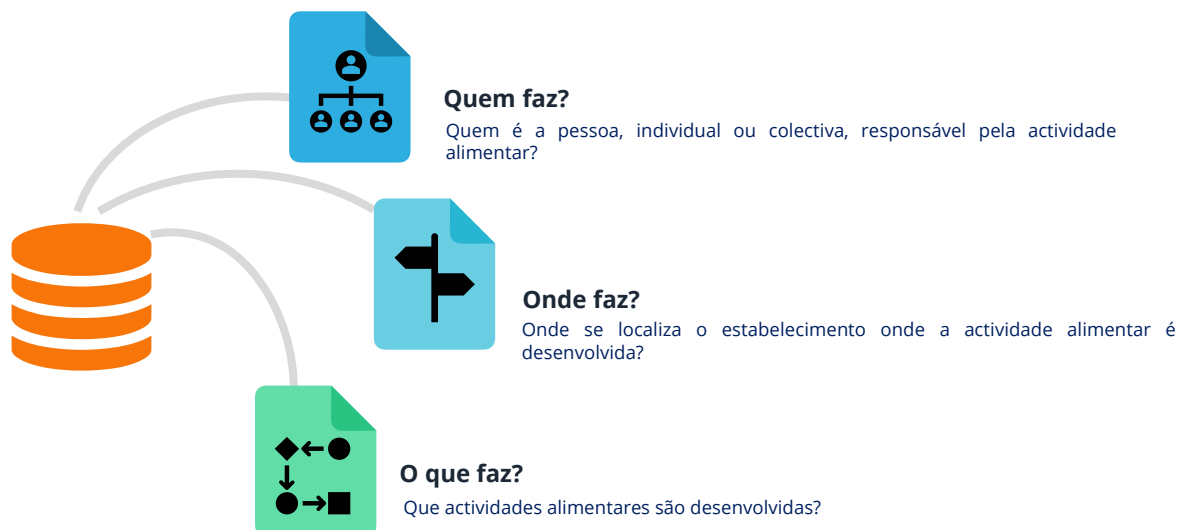 Quem faz?
Quem é a pessoa, individual ou colectiva, responsável pela actividade
alimentar?
Onde faz?
Onde se localiza o estabelecimento onde a actividade alimentar é
desenvolvida?
O que faz?
Que actividades alimentares são desenvolvidas?